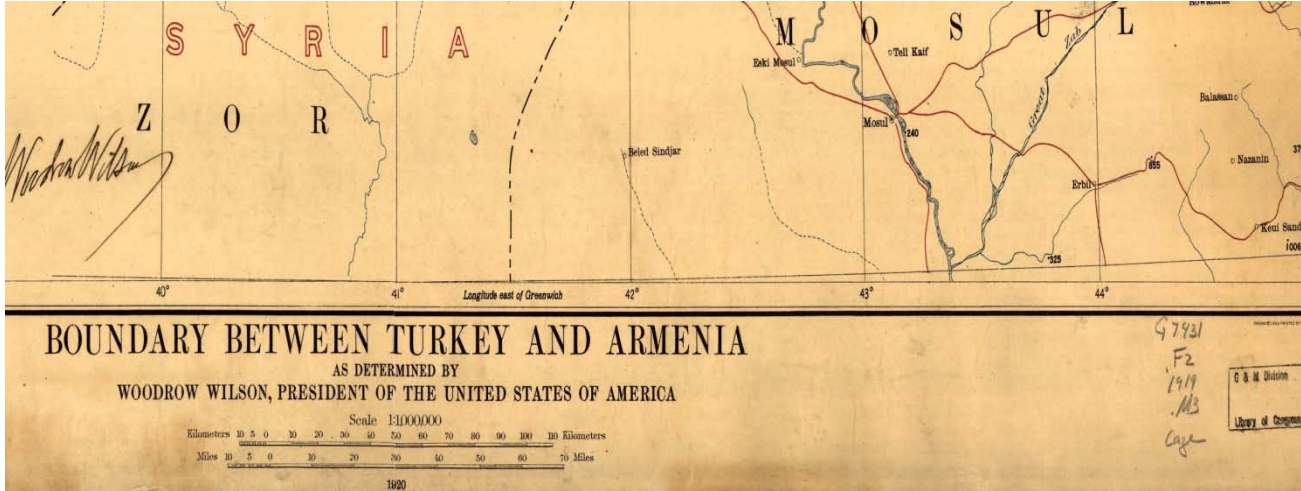 M O S U L
Rowanduz
S Y R I A
Zab
Tell Kaif
Eski Mosul
Great
Balassan
Z O R
Mosul
240
Woodrow Wilson
Beled Sindjar
855
Nazanin
37
Erbil
Keui Sand
1006
325
40°
41°
Longitude east of Greenwich
42°
43°
44°
BOUNDARY BETWEEN TURKEY AND ARMENIA
AS DETERMINED BY
WOODROW WILSON, PRESIDENT OF THE UNITED STATES OF AMERICA
Scale 1:1,000,000
Kilometers 10 5 0 10 20 30 40 50 60 70 80 90 100 110 Kilometers
Miles 10 5 0 10 20 30 40 50 60 70 Miles
1920
G7431
.F2
1919
.M3
Cage
G & M Division
Library of Congress